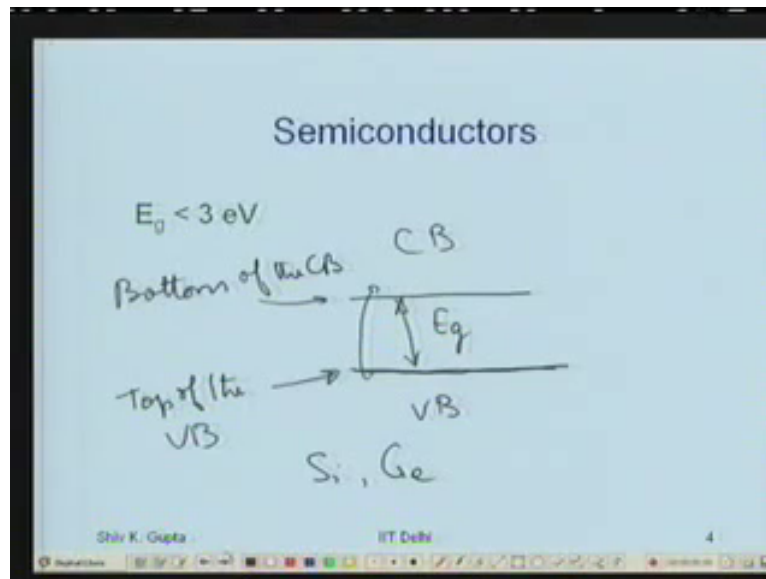 Semiconductors
Eg < 3 eV
CB
Bottom of the CB
Eg
Top of the
VB
VB
Si, Ge
Shiv K. Gupta
IIT Delhi
4